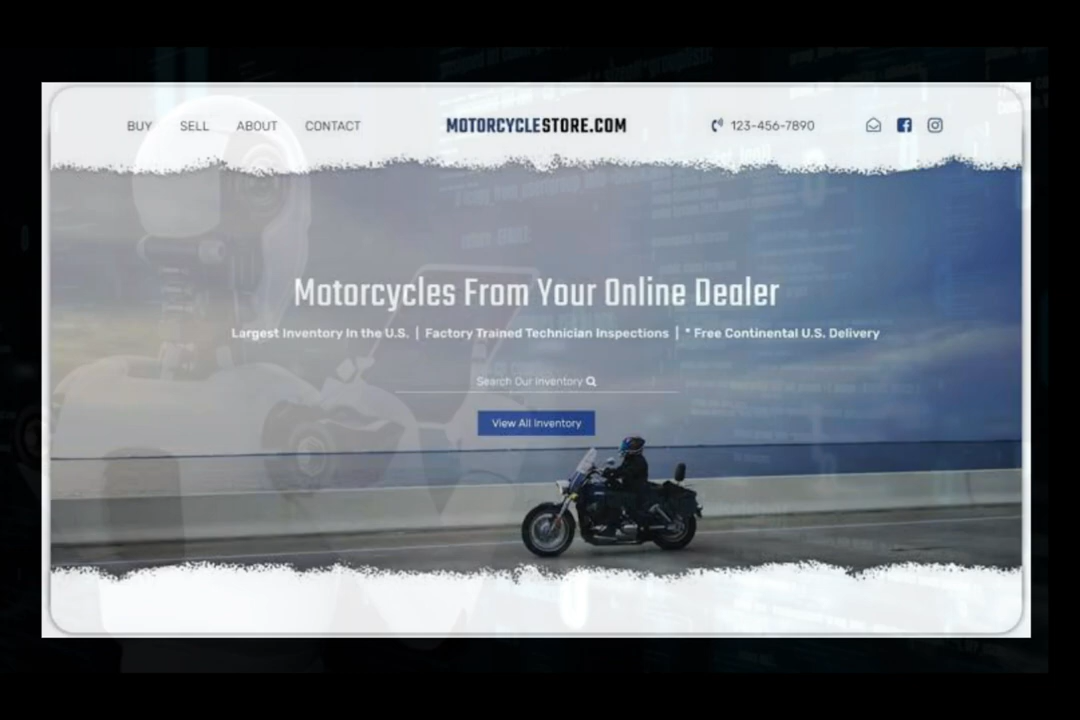 BUY SELL ABOUT CONTACT MOTORCYCLESTORE.COM 123-456-7890
Motorcycles From Your Online Dealer
Largest Inventory In the U.S. | Factory Trained Technician Inspections | * Free Continental U.S. Delivery
Search Our Inventory
View All Inventory